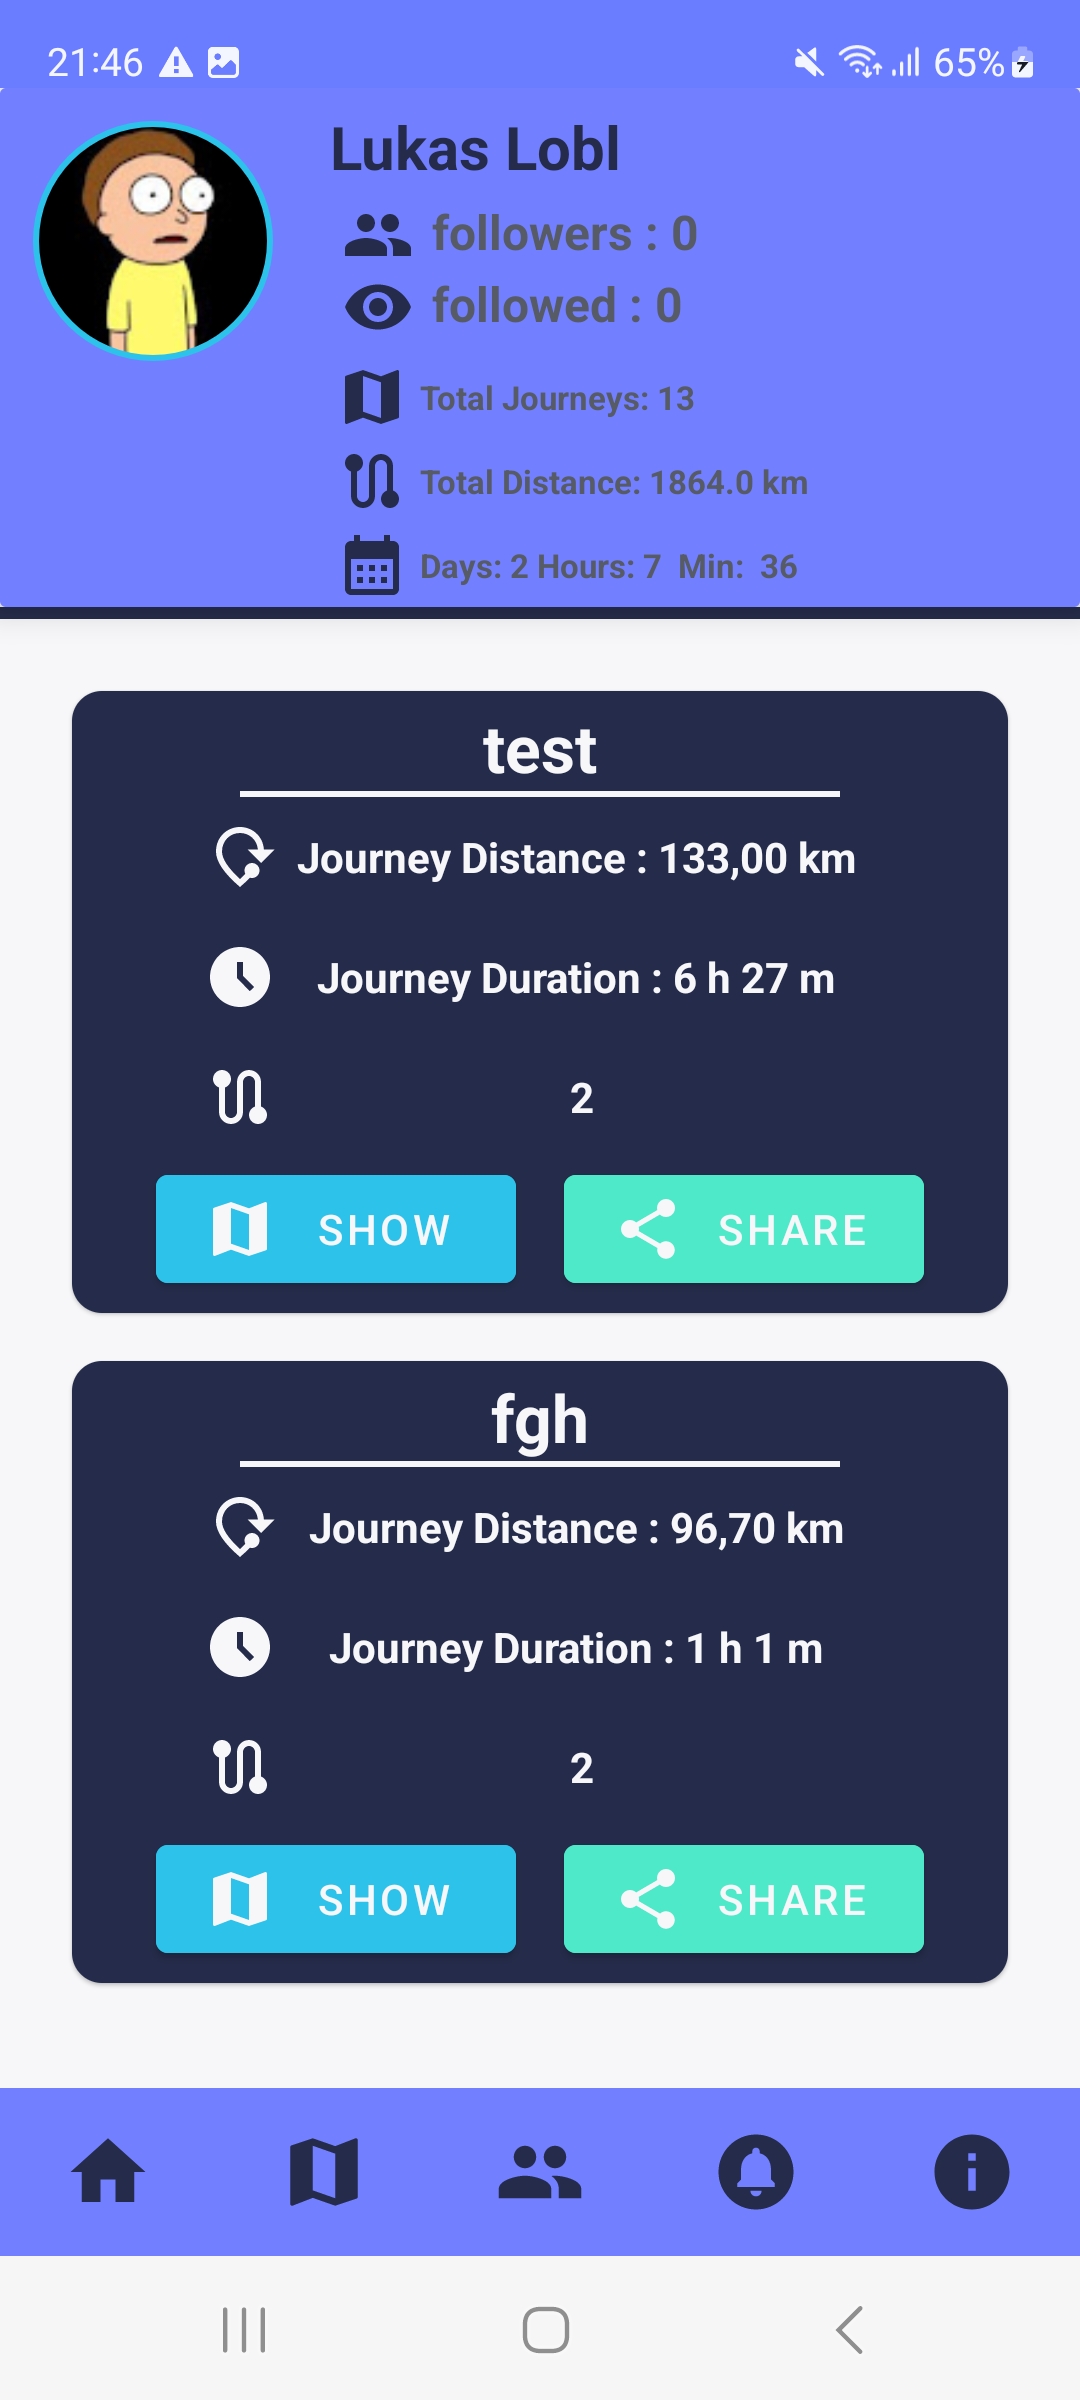 21:46 65%
Lukas Lobl
followers : 0
followed : 0
Total Journeys: 13
Total Distance: 1864.0 km
Days: 2 Hours: 7 Min: 36
test
Journey Distance : 133,00 km
Journey Duration : 6 h 27 m
2
SHOW SHARE
fgh
Journey Distance : 96,70 km
Journey Duration : 1 h 1 m
2
SHOW SHARE